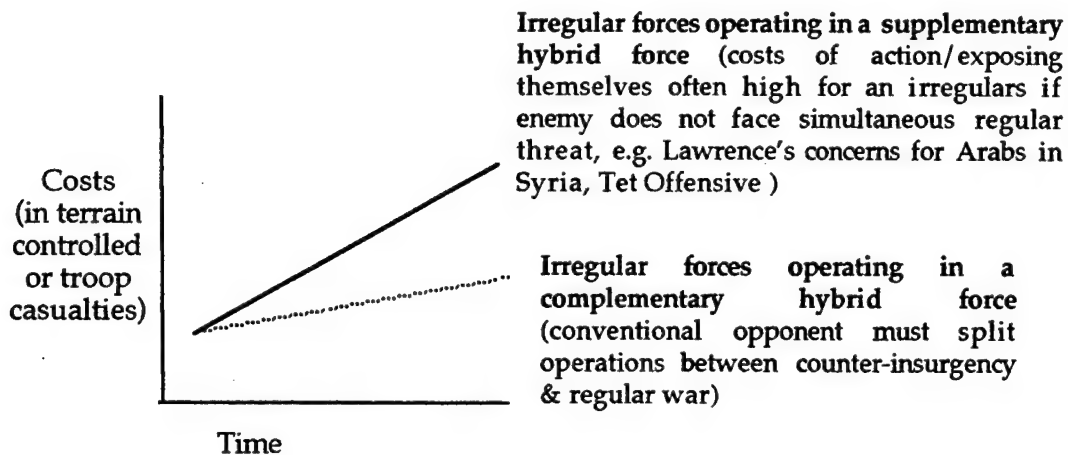 Irregular forces operating in a supplementary
hybrid force (costs of action/exposing
themselves often high for an irregulars if
enemy does not face simultaneous regular
threat, e.g. Lawrence's concerns for Arabs in
Syria, Tet Offensive )
Costs
(in terrain
controlled
or troop
casualties)
Irregular forces operating in a
complementary hybrid force
(conventional opponent must split
operations between counter-insurgency
& regular war)
Time